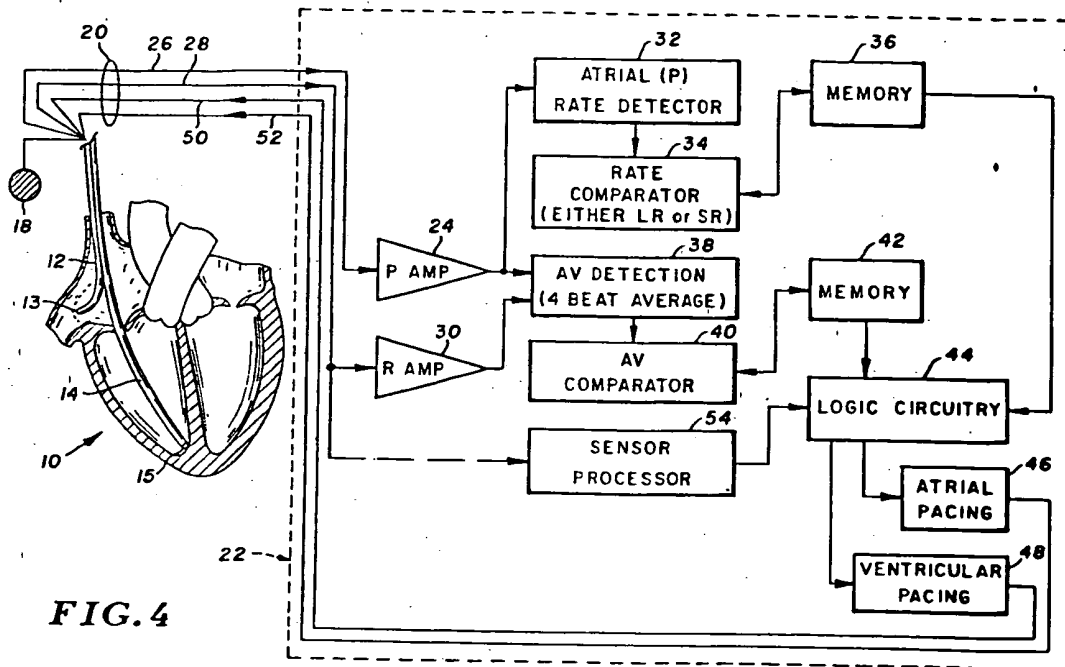 20
26
28
50
52
18
12
13
14
10
15
22
FIG. 4
24
P AMP
30
R AMP
32
ATRIAL (P)
RATE DETECTOR
34
RATE
COMPARATOR
(EITHER LR or SR)
36
MEMORY
38
AV DETECTION
(4 BEAT AVERAGE)
40
AV
COMPARATOR
42
MEMORY
44
LOGIC CIRCUITRY
54
SENSOR
PROCESSOR
46
ATRIAL
PACING
48
VENTRICULAR
PACING